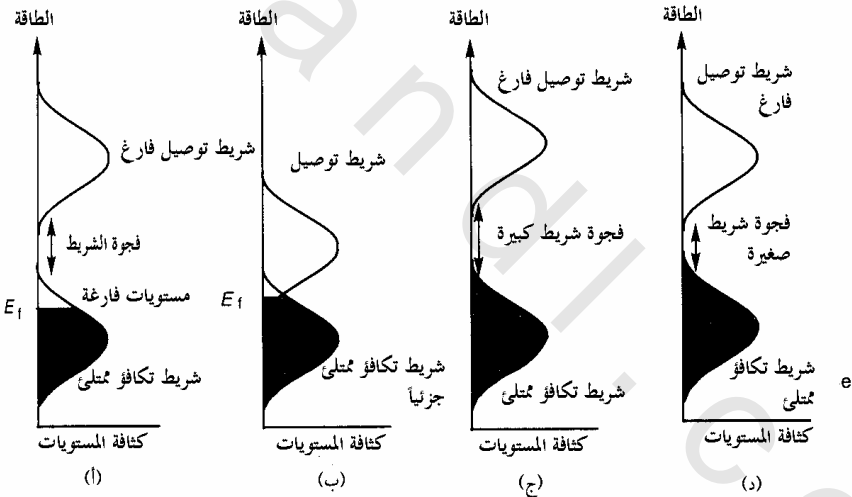 الطاقة
شريط توصيل فارغ
فجوة الشريط
مستويات فارغة
E f
شريط تكافؤ ممتلئ
كثافة المستويات
(أ)
الطاقة
شريط توصيل
E f
شريط تكافؤ ممتلئ
جزئياً
كثافة المستويات
(ب)
الطاقة
شريط توصيل فارغ
فجوة شريط كبيرة
شريط تكافؤ ممتلئ
كثافة المستويات
(ج)
الطاقة
شريط توصيل
فارغ
فجوة شريط
صغيرة
شريط تكافؤ
ممتلئ
كثافة المستويات
(د)
e